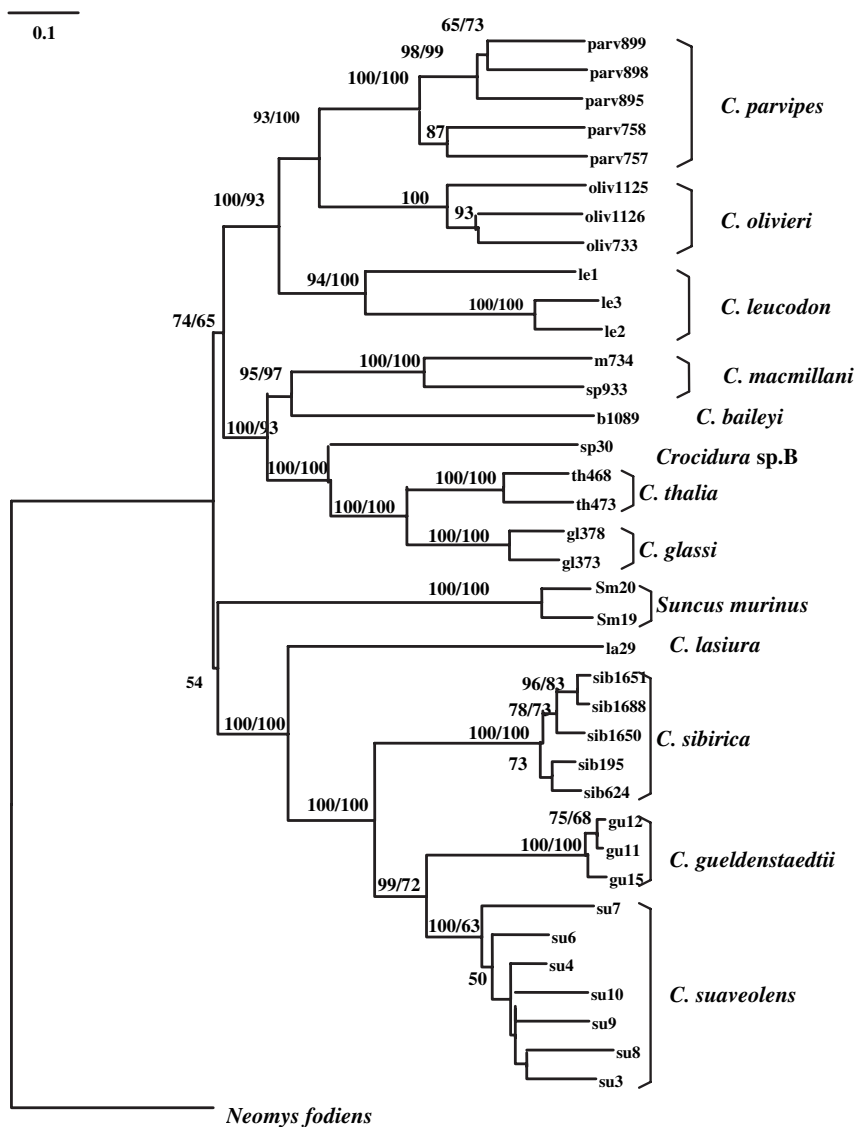 0.1
65/73
parv899
98/99
parv898
100/100
parv895
C. parvipes
93/100
parv758
87
parv757
oliv1125
100/93
100
oliv1126
C. olivieri
93
oliv733
le1
94/100
le3
C. leucodon
100/100
le2
74/65
m734
100/100
C. macmillani
95/97
sp933
b1089
C. baileyi
100/93
sp30
Crocidura sp.B
100/100
th468
100/100
C. thalia
th473
100/100
gl378
100/100
C. glassi
gl373
Sm20
100/100
Suncus murinus
Sm19
la29
C. lasiura
54
sib1651
96/83
sib1688
78/73
100/100
100/100
sib1650
C. sibirica
73
sib195
sib624
100/100
75/68
gu12
100/100
gu11
C. gueldenstaedtii
99/72
gu15
su7
100/63
su6
su4
50
su10
C. suaveolens
su9
su8
su3
Neomys fodiens